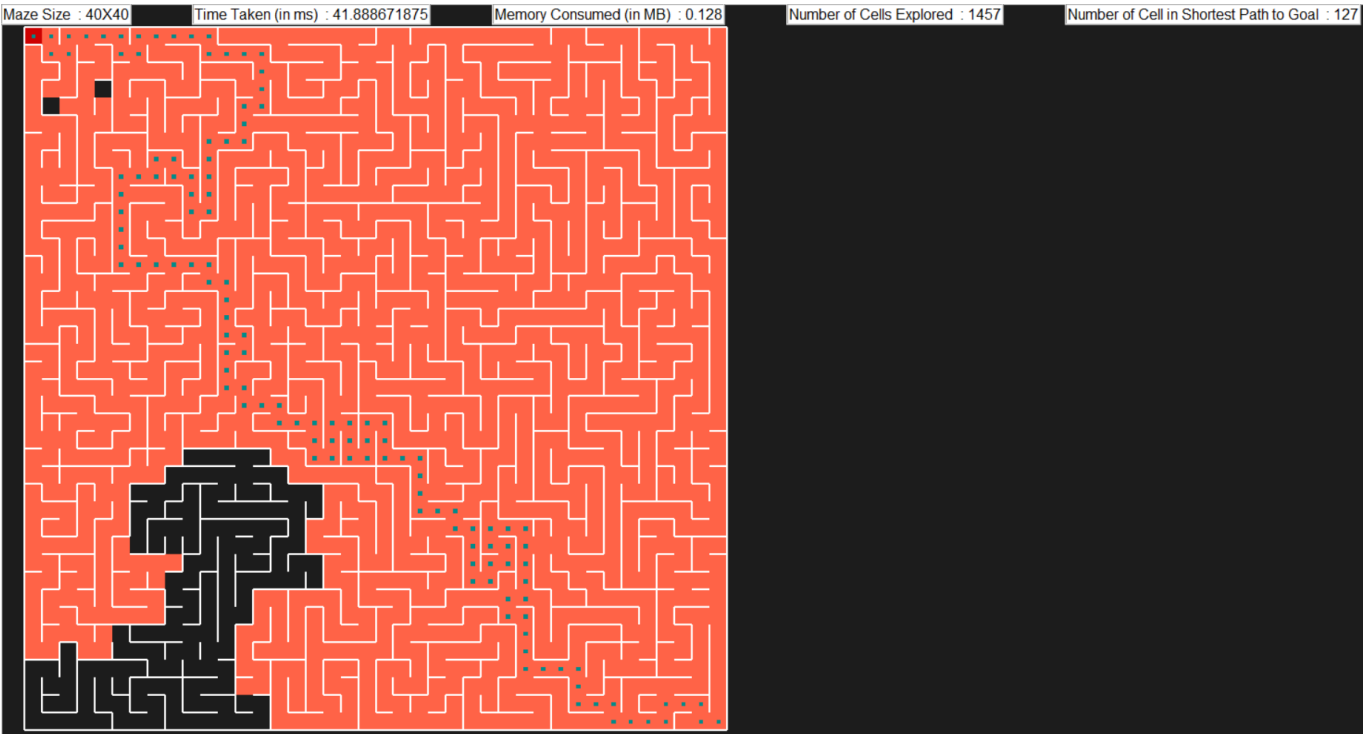 Maze Size : 40X40 Time Taken (in ms) : 41.888671875 Memory Consumed (in MB) : 0.128 Number of Cells Explored : 1457 Number of Cell in Shortest Path to Goal : 127